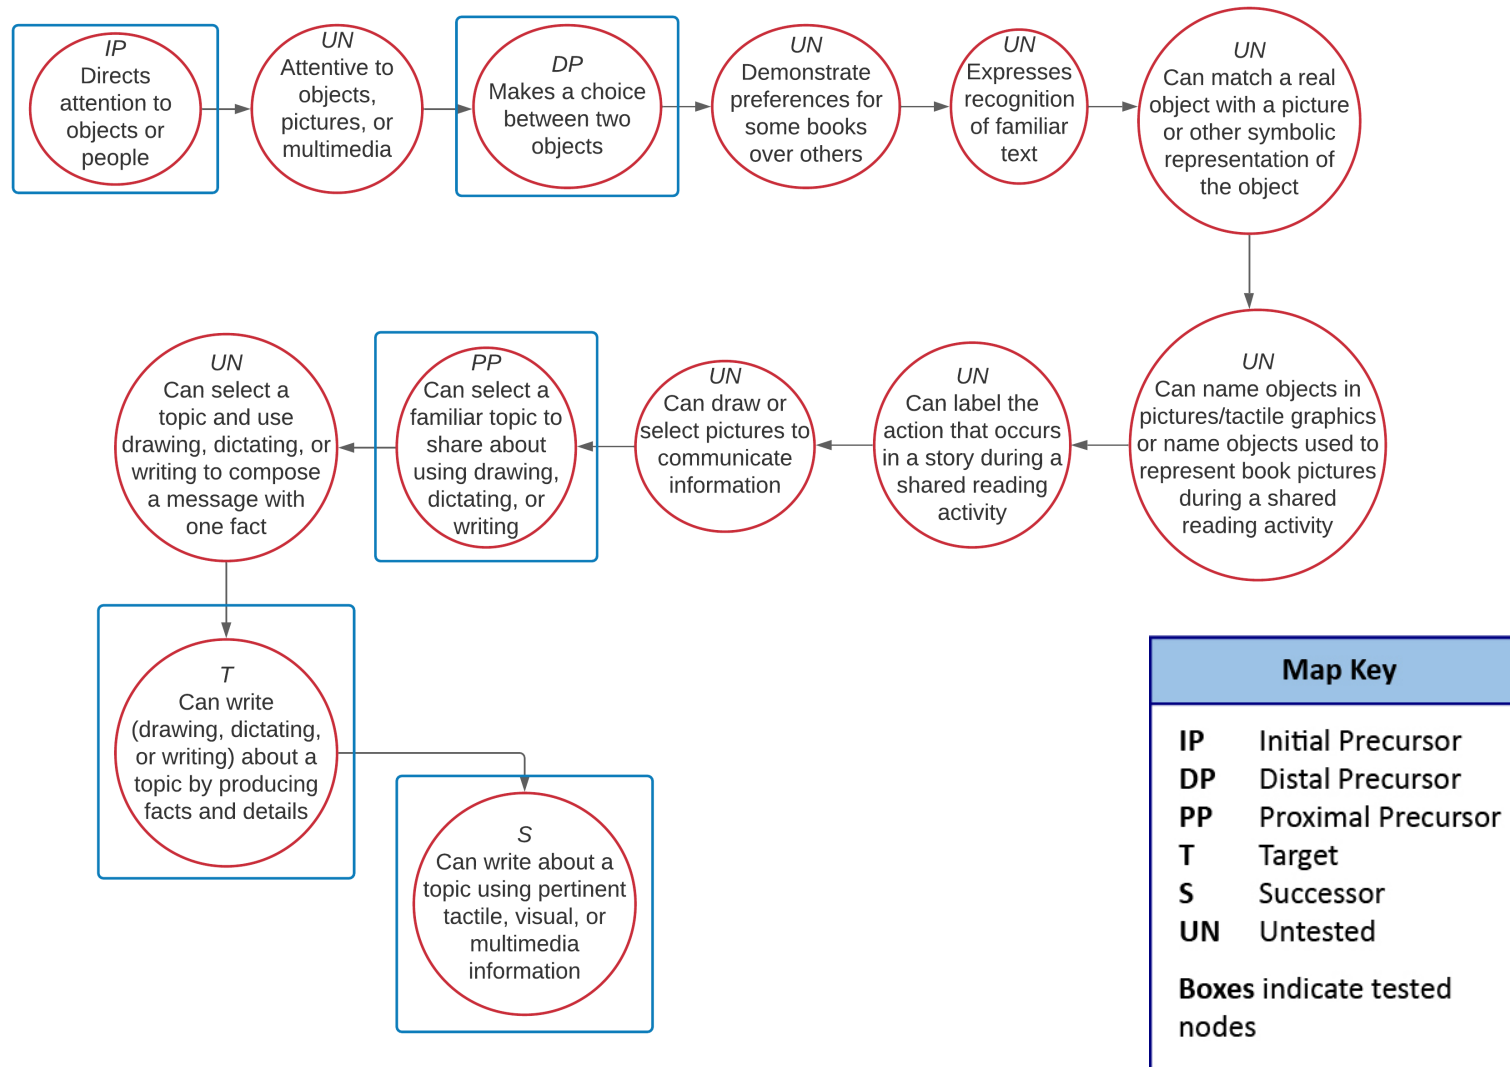 IP
Directs
attention to
objects or
people
UN
Attentive to
objects,
pictures, or
multimedia
DP
Makes a choice
between two
objects
UN
Demonstrate
preferences for
some books
over others
UN
Expresses
recognition
of familiar
text
UN
Can match a real
object with a picture
or other symbolic
representation of
the object
UN
Can name objects in
pictures/tactile graphics
or name objects used to
represent book pictures
during a shared
reading activity
UN
Can label the
action that occurs
in a story during a
shared reading
activity
UN
Can draw or
select pictures to
communicate
information
PP
Can select a
familiar topic to
share about
using drawing,
dictating, or
writing
UN
Can select a
topic and use
drawing, dictating, or
writing to compose
a message with
one fact
T
Can write
(drawing, dictating,
or writing) about a
topic by producing
facts and details
S
Can write about a
topic using pertinent
tactile, visual, or
multimedia
information
Map Key
IP Initial Precursor
DP Distal Precursor
PP Proximal Precursor
T Target
S Successor
UN Untested
Boxes indicate tested
nodes